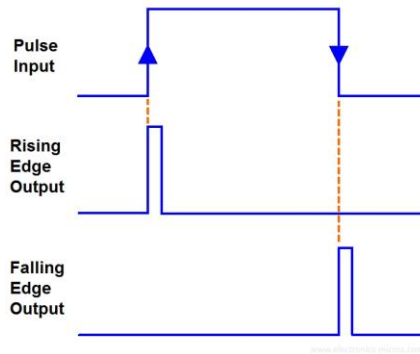 Pulse
Input
Rising
Edge
Output
Falling
Edge
Output